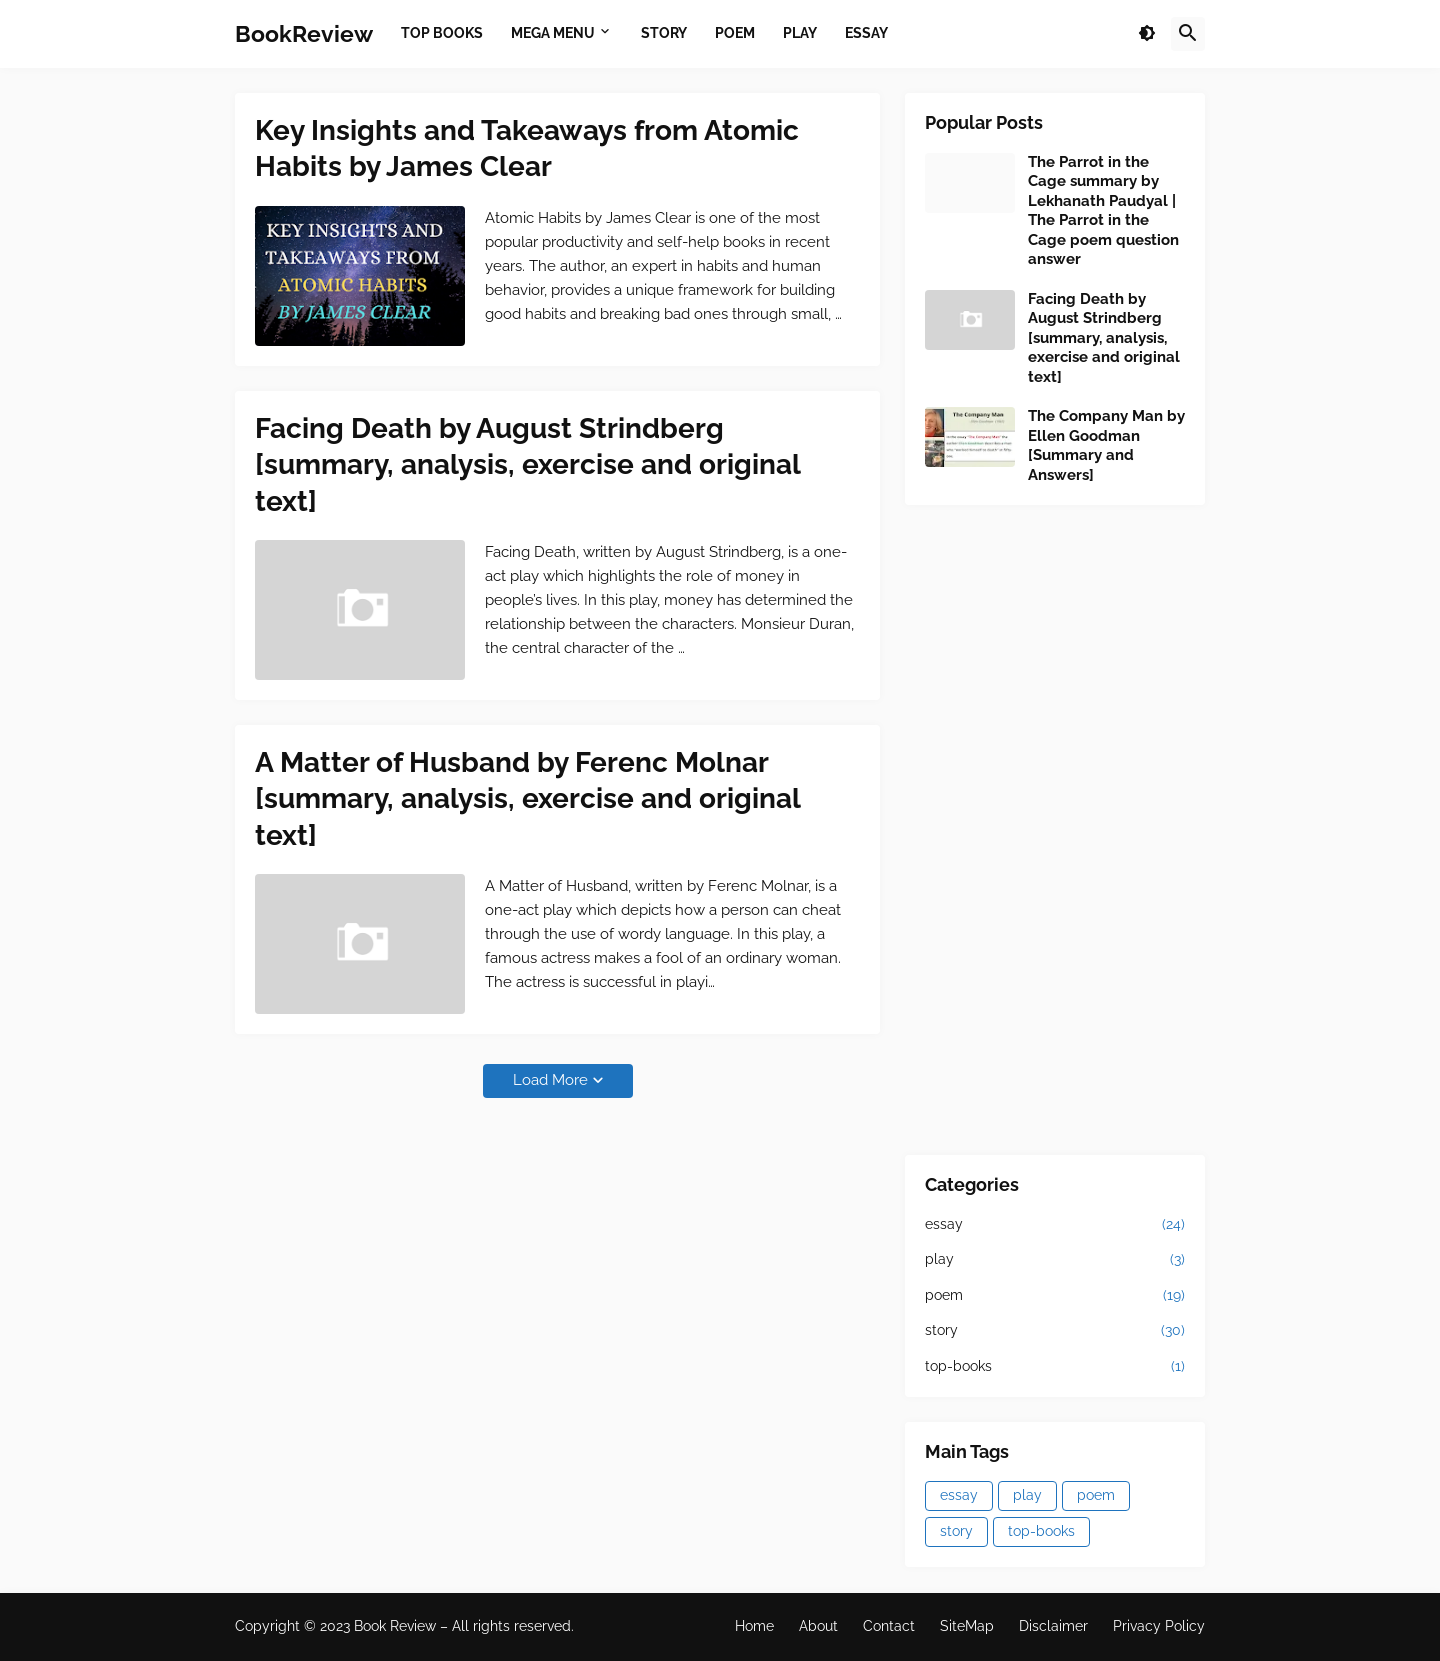 BookReview
TOP BOOKS
MEGA MENU
STORY
POEM
PLAY
ESSAY
Key Insights and Takeaways from Atomic
Habits by James Clear
KEY INSIGHTS AND
TAKEAWAYS FROM
ATOMIC HABITS
BY JAMES CLEAR
Atomic Habits by James Clear is one of the most
popular productivity and self-help books in recent
years. The author, an expert in habits and human
behavior, provides a unique framework for building
good habits and breaking bad ones through small, …
Facing Death by August Strindberg
[summary, analysis, exercise and original
text]
Facing Death, written by August Strindberg, is a one-
act play which highlights the role of money in
people’s lives. In this play, money has determined the
relationship between the characters. Monsieur Duran,
the central character of the …
A Matter of Husband by Ferenc Molnar
[summary, analysis, exercise and original
text]
A Matter of Husband, written by Ferenc Molnar, is a
one-act play which depicts how a person can cheat
through the use of wordy language. In this play, a
famous actress makes a fool of an ordinary woman.
The actress is successful in playi…
Load More
Popular Posts
The Parrot in the
Cage summary by
Lekhanath Paudyal |
The Parrot in the
Cage poem question
answer
Facing Death by
August Strindberg
[summary, analysis,
exercise and original
text]
The Company Man
The Company Man by
Ellen Goodman
[Summary and
Answers]
Categories
essay (24)
play (3)
poem (19)
story (30)
top-books (1)
Main Tags
essay play poem
story top-books
Copyright © 2023 Book Review – All rights reserved.
Home About Contact SiteMap Disclaimer Privacy Policy